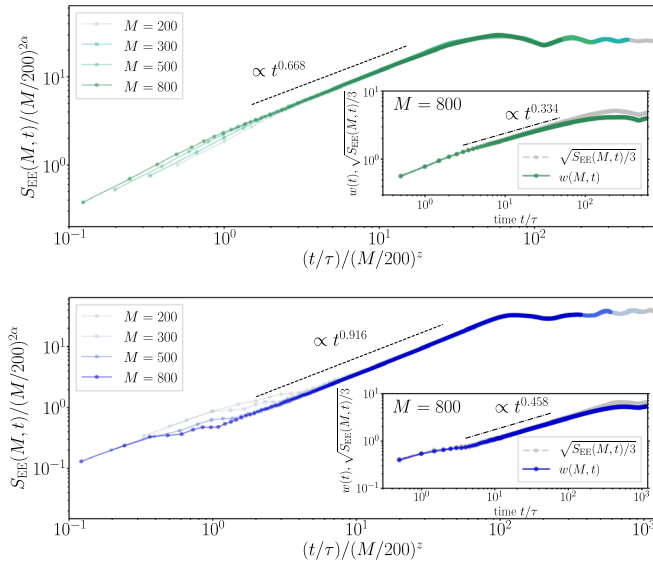 M = 200
M = 300
M = 500
M = 800
∝ t^0.668
S_EE(M, t)/(M/200)^2α
10^1
10^0
M = 800
∝ t^0.334
w(t), √S_EE(M, t)/3
10^1
10^0
√S_EE(M, t)/3
w(M, t)
10^0 10^1 10^2
time t/τ
10^−1 10^0 10^1 10^2
(t/τ)/(M/200)^z
M = 200
M = 300
M = 500
M = 800
∝ t^0.916
S_EE(M, t)/(M/200)^2α
10^1
10^0
10^−1
M = 800
∝ t^0.458
w(t), √S_EE(M, t)/3
10^1
10^0
10^−1
√S_EE(M, t)/3
w(M, t)
10^0 10^1 10^2 10^3
time t/τ
10^−1 10^0 10^1 10^2 10^3
(t/τ)/(M/200)^z